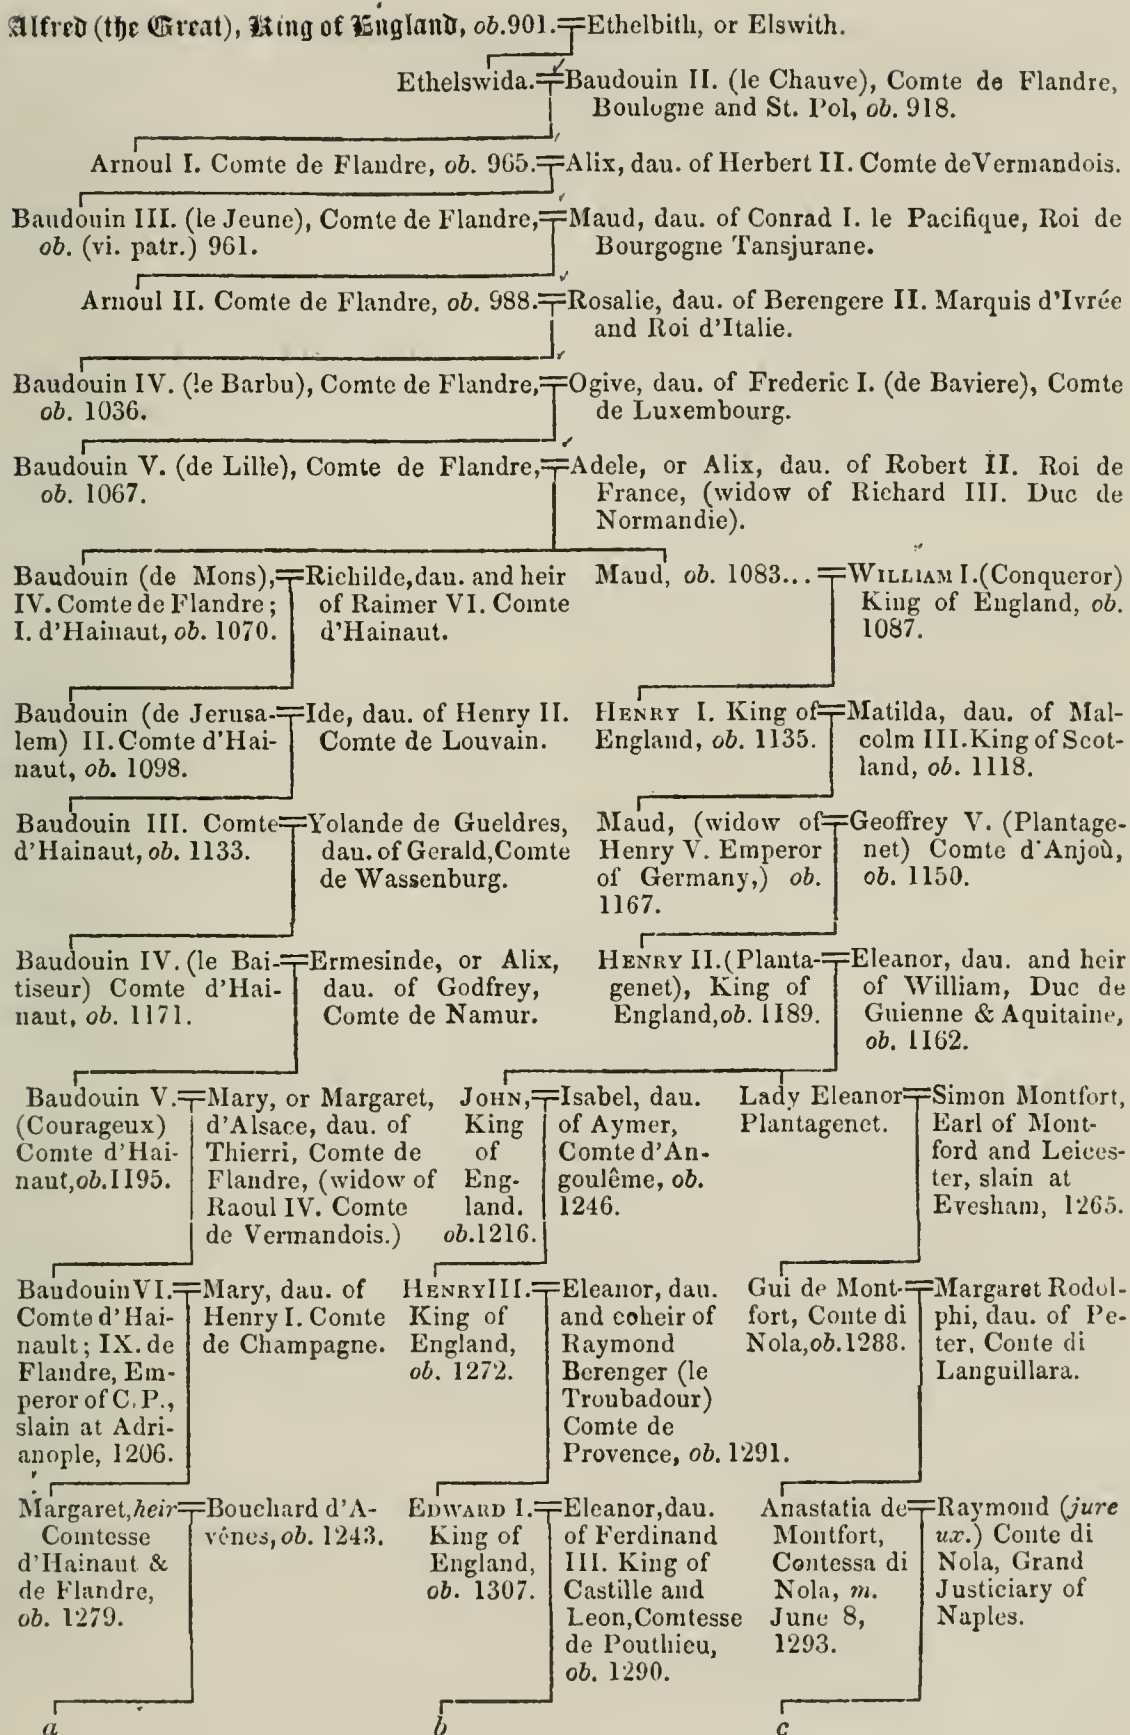 Alfred (the Great), King of England, ob. 901.=Ethelbith, or Elswith.
Ethelswida.=Baudouin II. (le Chauve), Comte de Flandre,
Boulogne and St. Pol, ob. 918.
Arnoul I. Comte de Flandre, ob. 965.=Alix, dau. of Herbert II. Comte de Vermandois.
Baudouin III. (le Jeune), Comte de Flandre,=Maud, dau. of Conrad I. le Pacifique, Roi de
ob. (vi. patr.) 961. Bourgogne Tansjurane.
Arnoul II. Comte de Flandre, ob. 988.=Rosalie, dau. of Berengere II. Marquis d'Ivrée
and Roi d'Italie.
Baudouin IV. (le Barbu), Comte de Flandre,=Ogive, dau. of Frederic I. (de Baviere), Comte
ob. 1036. de Luxembourg.
Baudouin V. (de Lille), Comte de Flandre,=Adele, or Alix, dau. of Robert II. Roi de
ob. 1067. France, (widow of Richard III. Duc de
Normandie).
Baudouin (de Mons),=Richilde, dau. and heir
IV. Comte de Flandre; of Raimer VI. Comte
I. d'Hainaut, ob. 1070. d'Hainaut.
Maud, ob. 1083...=WILLIAM I. (Conqueror)
King of England, ob.
1087.
Baudouin (de Jerusa-=Ide, dau. of Henry II.
lem) II. Comte d'Hai- Comte de Louvain.
naut, ob. 1098.
HENRY I. King of=Matilda, dau. of Mal-
England, ob. 1135. colm III. King of Scot-
land, ob. 1118.
Baudouin III. Comte=Yolande de Gueldres,
d'Hainaut, ob. 1133. dau. of Gerald, Comte
de Wassenburg.
Maud, (widow of=Geoffrey V. (Plantage-
Henry V. Emperor net) Comte d'Anjoù,
of Germany,) ob. ob. 1150.
1167.
Baudouin IV. (le Bai-=Ermesinde, or Alix,
tiseur) Comte d'Hai- dau. of Godfrey,
naut, ob. 1171. Comte de Namur.
HENRY II. (Planta-=Eleanor, dau. and heir
genet), King of of William, Duc de
England, ob. 1189. Guienne & Aquitaine,
ob. 1162.
Baudouin V.=Mary, or Margaret,
(Courageux) d'Alsace, dau. of
Comte d'Hai- Thierri, Comte de
naut, ob. 1195. Flandre, (widow of
Raoul IV. Comte
de Vermandois.)
JOHN,=Isabel, dau.
King of Aymer,
of Comte d'An-
Eng- goulême, ob.
land. 1246.
ob. 1216.
Lady Eleanor=Simon Montfort,
Plantagenet. Earl of Mont-
ford and Leices-
ter, slain at
Evesham, 1265.
Baudouin VI.=Mary, dau. of
Comte d'Hai- Henry I. Comte
nault; IX. de de Champagne.
Flandre, Em-
peror of C.P.,
slain at Adri-
anople, 1206.
HENRY III.=Eleanor, dau.
King of and coheir of
England, Raymond
ob. 1272. Berenger (le
Troubadour)
Comte de
Provence, ob. 1291.
Gui de Mont-=Margaret Rodol-
fort, Conte di phi, dau. of Pe-
Nola, ob. 1288. ter, Conte di
Languillara.
Margaret, heir=Bouchard d'A-
Comtesse vênes, ob. 1243.
d'Hainaut &
de Flandre,
ob. 1279.
EDWARD I.=Eleanor, dau.
King of of Ferdinand
England, III. King of
ob. 1307. Castille and
Leon, Comtesse
de Pouthieu,
ob. 1290.
Anastatia de=Raymond (jure
Montfort, ux.) Conte di
Contessa di Nola, Grand
Nola, m. Justiciary of
June 8, Naples.
1293.
a b c